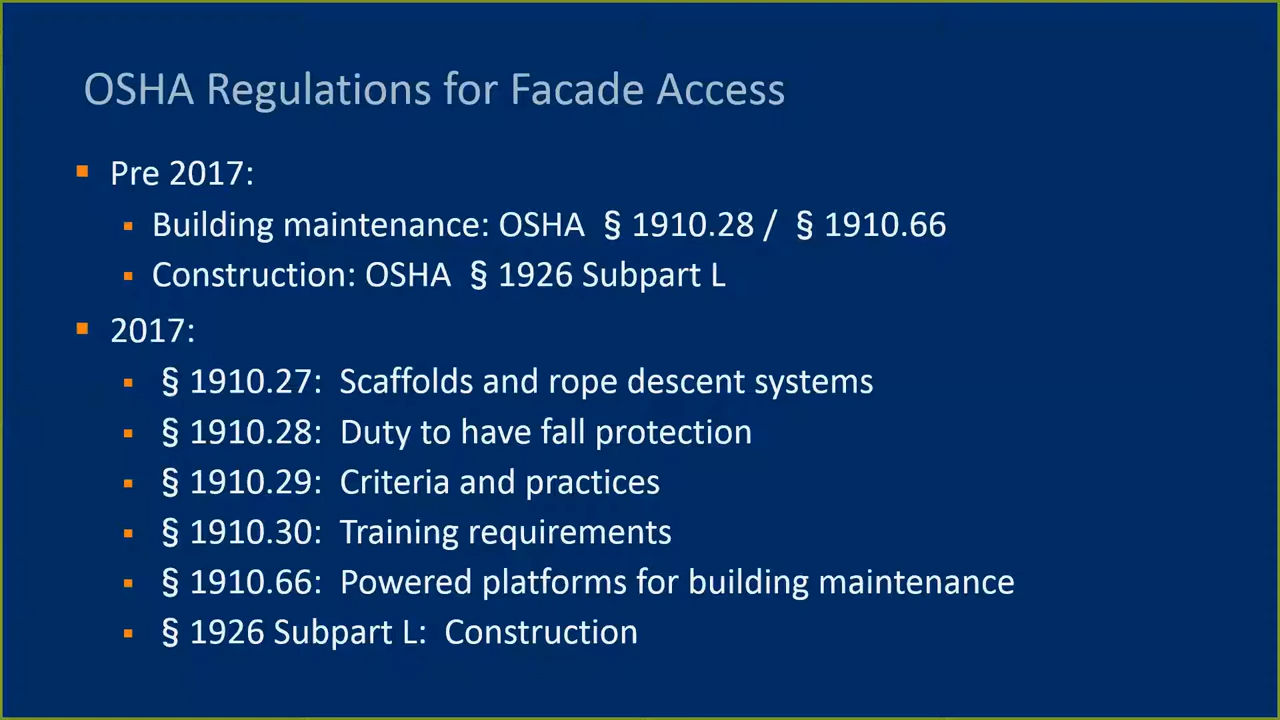 OSHA Regulations for Facade Access
▪ Pre 2017:
▪ Building maintenance: OSHA § 1910.28 / § 1910.66
▪ Construction: OSHA § 1926 Subpart L
▪ 2017:
▪ § 1910.27: Scaffolds and rope descent systems
▪ § 1910.28: Duty to have fall protection
▪ § 1910.29: Criteria and practices
▪ § 1910.30: Training requirements
▪ § 1910.66: Powered platforms for building maintenance
▪ § 1926 Subpart L: Construction